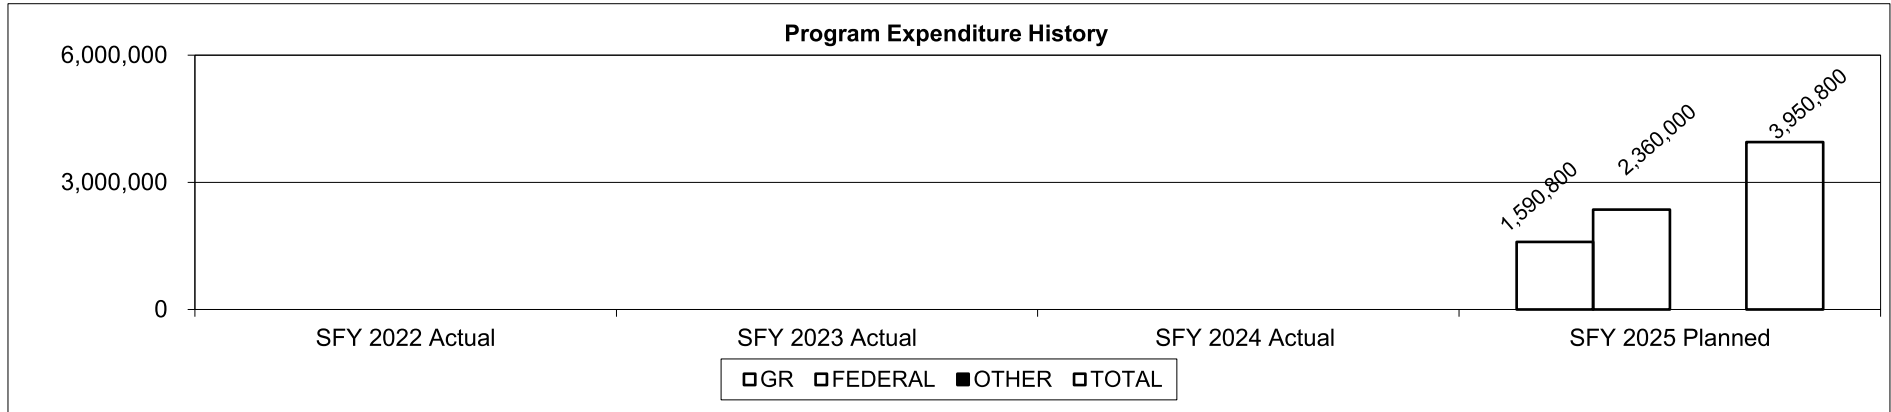 Program Expenditure History
6,000,000
3,000,000
0
1,590,800
2,360,000
3,950,800
SFY 2022 Actual
SFY 2023 Actual
SFY 2024 Actual
SFY 2025 Planned
GR FEDERAL OTHER TOTAL